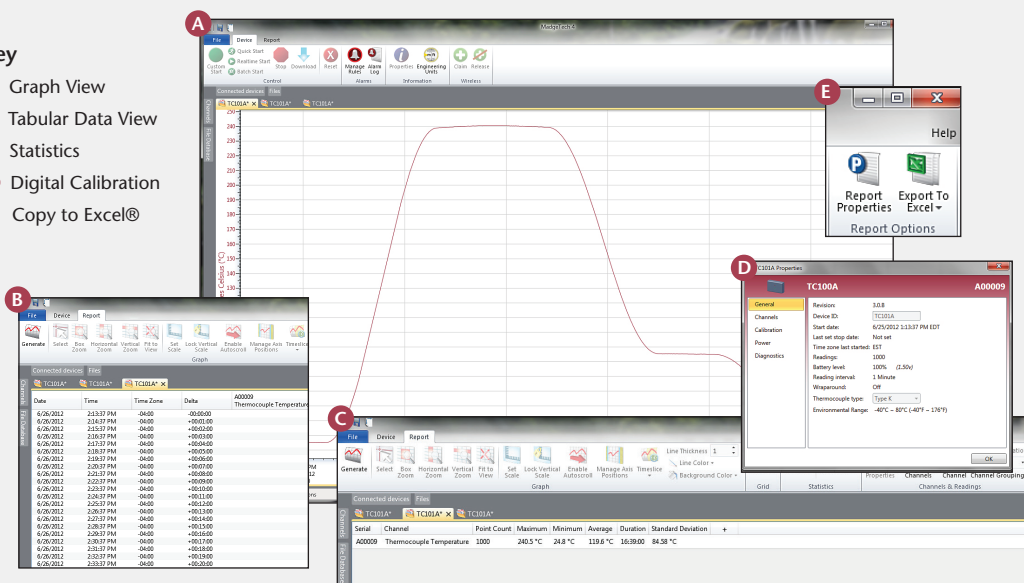 ey
Graph View
Tabular Data View
Statistics
Digital Calibration
Copy to Excel®
A
MadgeTech 4
File Device Report
Custom Start
Quick Start
Realtime Start
Batch Start
Stop Download Reset Manage Rules Alarm Log Properties Engineering Units Claim Release
Control Alarms Information Wireless
Connected devices Files
TC101A* × TC101A* TC101A*
Channels
File Database
250
240
230
220
210
200
190
180
170
160
150
140
130
es Celsius (°C)
E
Help
Report Properties
Export To Excel
Report Options
D
C101A Properties
TC100A A00009
General
Channels
Calibration
Power
Diagnostics
Revision: 3.0.8
Device ID: TC101A
Start date: 6/25/2012 1:13:37 PM EDT
Last set stop date: Not set
Time zone last started: EST
Readings: 1000
Battery level: 100% (1.50v)
Reading interval: 1 Minute
Wraparound: Off
Thermocouple type: Type K
Environmental Range: -40°C ~ 80°C (-40°F ~ 176°F)
OK
B
File Device Report
Generate Select Box Zoom Horizontal Zoom Vertical Zoom Fit to View Set Scale Lock Vertical Scale Enable Autoscroll Manage Axis Positions Timeslice
Graph
Connected devices Files
TC101A* TC101A* TC101A* ×
Channels
File Database
Date Time Time Zone Delta A00009 Thermocouple Temperature
6/26/2012 2:13:37 PM -04:00 -00:00:00
6/26/2012 2:14:37 PM -04:00 +00:01:00
6/26/2012 2:15:37 PM -04:00 +00:02:00
6/26/2012 2:16:37 PM -04:00 +00:03:00
6/26/2012 2:17:37 PM -04:00 +00:04:00
6/26/2012 2:18:37 PM -04:00 +00:05:00
6/26/2012 2:19:37 PM -04:00 +00:06:00
6/26/2012 2:20:37 PM -04:00 +00:07:00
6/26/2012 2:21:37 PM -04:00 +00:08:00
6/26/2012 2:22:37 PM -04:00 +00:09:00
6/26/2012 2:23:37 PM -04:00 +00:10:00
6/26/2012 2:24:37 PM -04:00 +00:11:00
6/26/2012 2:25:37 PM -04:00 +00:12:00
6/26/2012 2:26:37 PM -04:00 +00:13:00
6/26/2012 2:27:37 PM -04:00 +00:14:00
6/26/2012 2:28:37 PM -04:00 +00:15:00
6/26/2012 2:29:37 PM -04:00 +00:16:00
6/26/2012 2:30:37 PM -04:00 +00:17:00
6/26/2012 2:31:37 PM -04:00 +00:18:00
6/26/2012 2:32:37 PM -04:00 +00:19:00
6/26/2012 2:33:37 PM -04:00 +00:20:00
PM
ons
C
File Device Report
Generate Select Box Zoom Horizontal Zoom Vertical Zoom Fit to View Set Scale Lock Vertical Scale Enable Autoscroll Manage Axis Positions Timeslice
Line Thickness 1
Line Color
Background Color
Properties Channels Channel Channel Grouping
Graph Grid Statistics Channels & Readings
Connected devices Files
TC101A* TC101A* × TC101A*
Channels
File Database
Serial Channel Point Count Maximum Minimum Average Duration Standard Deviation +
A00009 Thermocouple Temperature 1000 240.5 °C 24.8 °C 119.6 °C 16:39:00 84.58 °C